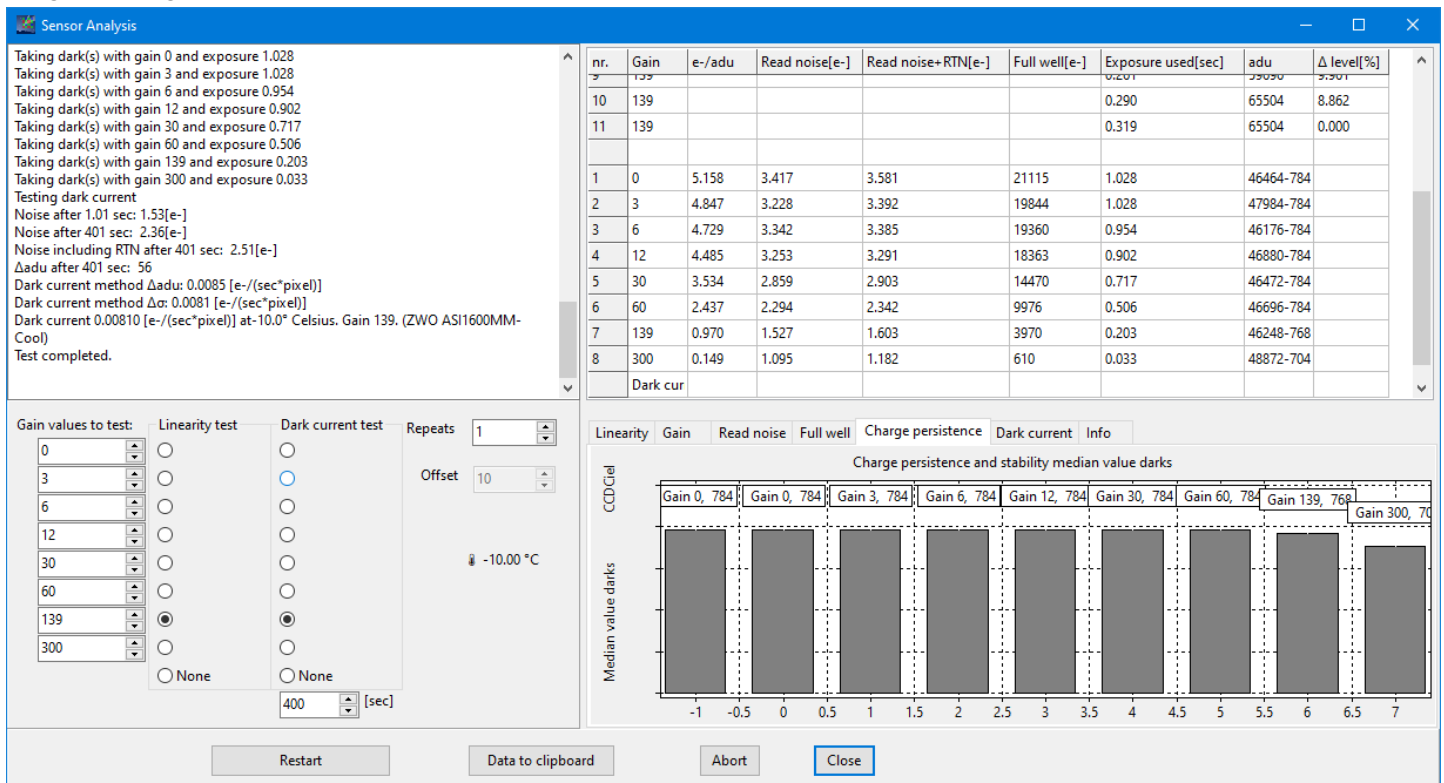 Sensor Analysis
Taking dark(s) with gain 0 and exposure 1.028
Taking dark(s) with gain 3 and exposure 1.028
Taking dark(s) with gain 6 and exposure 0.954
Taking dark(s) with gain 12 and exposure 0.902
Taking dark(s) with gain 30 and exposure 0.717
Taking dark(s) with gain 60 and exposure 0.506
Taking dark(s) with gain 139 and exposure 0.203
Taking dark(s) with gain 300 and exposure 0.033
Testing dark current
Noise after 1.01 sec: 1.53[e-]
Noise after 401 sec:  2.36[e-]
Noise including RTN after 401 sec:  2.51[e-]
Δadu after 401 sec:  56
Dark current method Δadu: 0.0085 [e-/(sec*pixel)]
Dark current method Δσ: 0.0081 [e-/(sec*pixel)]
Dark current 0.00810 [e-/(sec*pixel)] at-10.0° Celsius. Gain 139. (ZWO ASI1600MM-
Cool)
Test completed.
nr. Gain e-/adu Read noise[e-] Read noise+RTN[e-] Full well[e-] Exposure used[sec] adu Δ level[%]
10 139 0.290 65504 8.862
11 139 0.319 65504 0.000
1 0 5.158 3.417 3.581 21115 1.028 46464-784
2 3 4.847 3.228 3.392 19844 1.028 47984-784
3 6 4.729 3.342 3.385 19360 0.954 46176-784
4 12 4.485 3.253 3.291 18363 0.902 46880-784
5 30 3.534 2.859 2.903 14470 0.717 46472-784
6 60 2.437 2.294 2.342 9976 0.506 46696-784
7 139 0.970 1.527 1.603 3970 0.203 46248-768
8 300 0.149 1.095 1.182 610 0.033 48872-704
Dark cur
Gain values to test: Linearity test Dark current test Repeats 1
0
3 Offset 10
6
12
30 -10.00 °C
60
139
300
None None
400 [sec]
Linearity Gain Read noise Full well Charge persistence Dark current Info
Charge persistence and stability median value darks
CCDCiel
Median value darks
Gain 0, 784 Gain 0, 784 Gain 3, 784 Gain 6, 784 Gain 12, 784 Gain 30, 784 Gain 60, 784 Gain 139, 768
Gain 300, 70
-1 -0.5 0 0.5 1 1.5 2 2.5 3 3.5 4 4.5 5 5.5 6 6.5 7
Restart Data to clipboard Abort Close